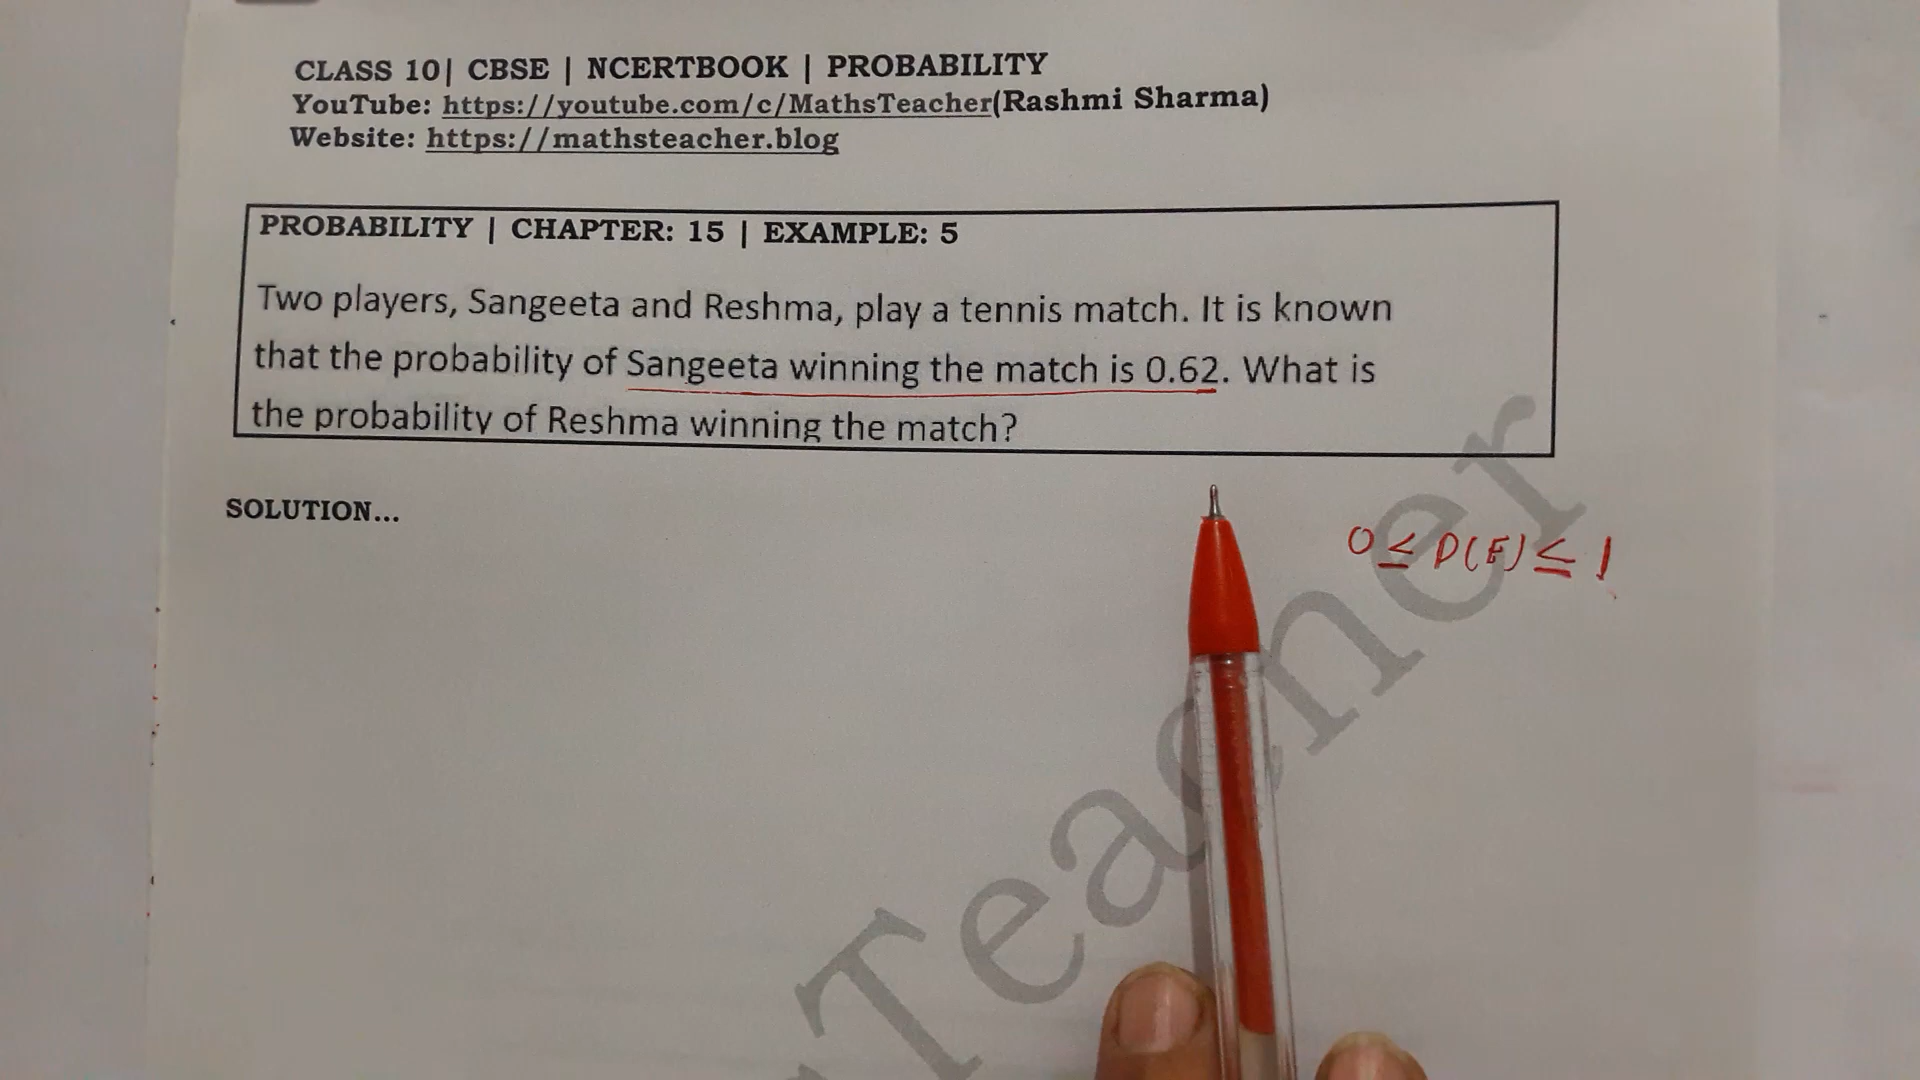 CLASS 10| CBSE | NCERTBOOK | PROBABILITY
YouTube: https://youtube.com/c/MathsTeacher(Rashmi Sharma)
Website: https://mathsteacher.blog
PROBABILITY | CHAPTER: 15 | EXAMPLE: 5
Two players, Sangeeta and Reshma, play a tennis match. It is known
that the probability of Sangeeta winning the match is 0.62. What is
the probability of Reshma winning the match?
SOLUTION...
0 ≤ P(E) ≤ 1
Teacher